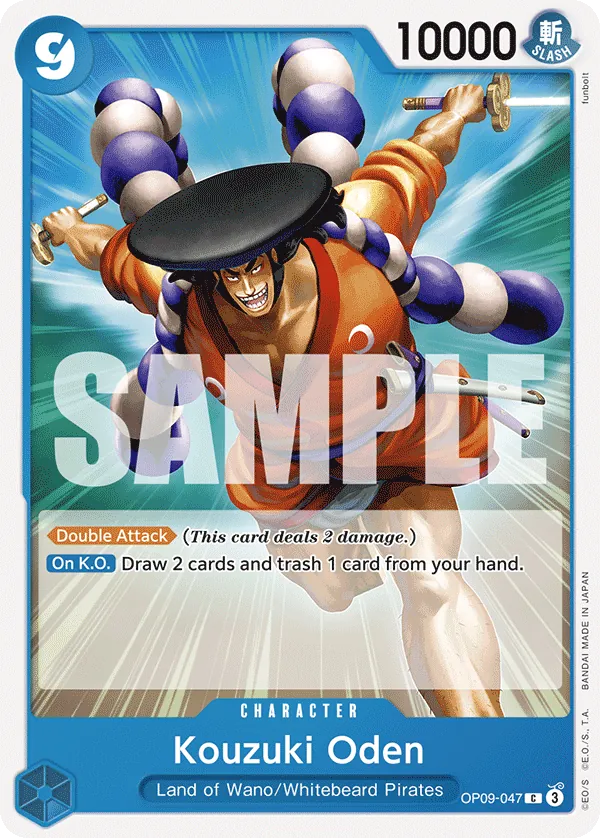 9
10000
斬
SLASH
funbolt
SAMPLE
Double Attack (This card deals 2 damage.)
On K.O. Draw 2 cards and trash 1 card from your hand.
CHARACTER
Kouzuki Oden
Land of Wano/Whitebeard Pirates
OP09-047 C 3
©E.O/S ©E.O./S., T.A. BANDAI MADE IN JAPAN